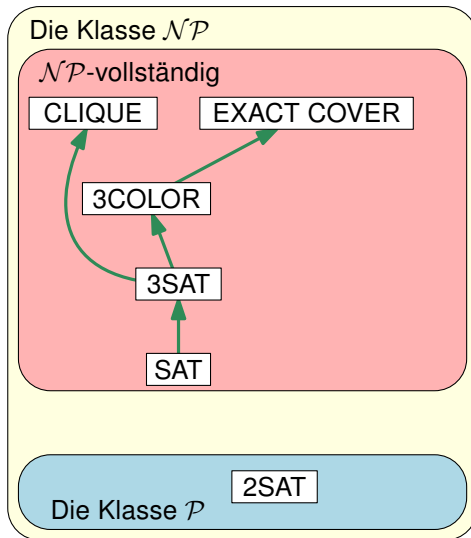 Die Klasse NP
NP-vollständig
CLIQUE EXACT COVER
3COLOR
3SAT
SAT
2SAT
Die Klasse P